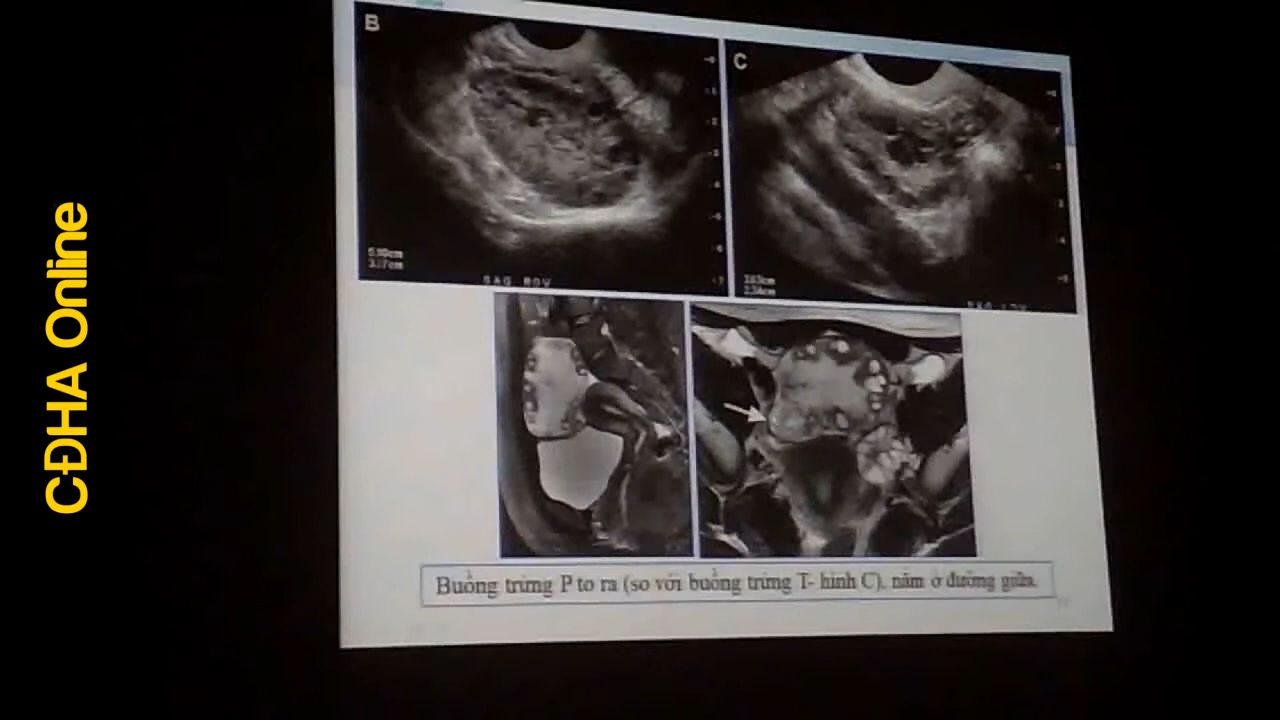 CĐHA Online
B
C
SAG ROV
Buồng trứng P to ra (so với buồng trứng T- hình C), nằm ở đường giữa.